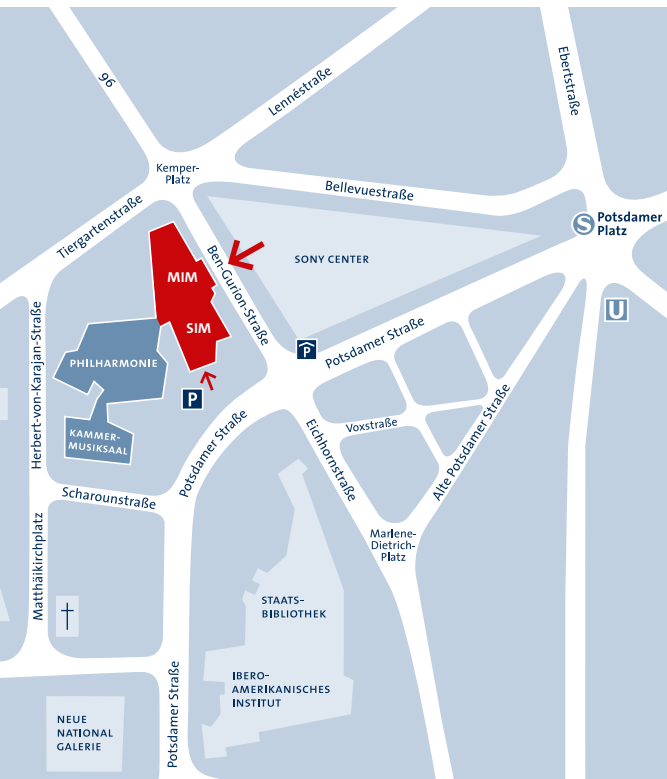 96
Lennéstraße
Ebertstraße
Kemper-
Platz
Bellevuestraße
Tiergartenstraße
S Potsdamer
Platz
Ben-Gurion-Straße
SONY CENTER
MIM
SIM
U
P
Potsdamer Straße
Herbert-von-Karajan-Straße
PHILHARMONIE
P
KAMMER-
MUSIKSAAL
Potsdamer Straße
Eichhornstraße
Voxstraße
Alte Potsdamer Straße
Scharounstraße
Matthäikirchplatz
Marlene-
Dietrich-
Platz
STAATS-
BIBLIOTHEK
IBERO-
AMERIKANISCHES
INSTITUT
Potsdamer Straße
NEUE
NATIONAL
GALERIE